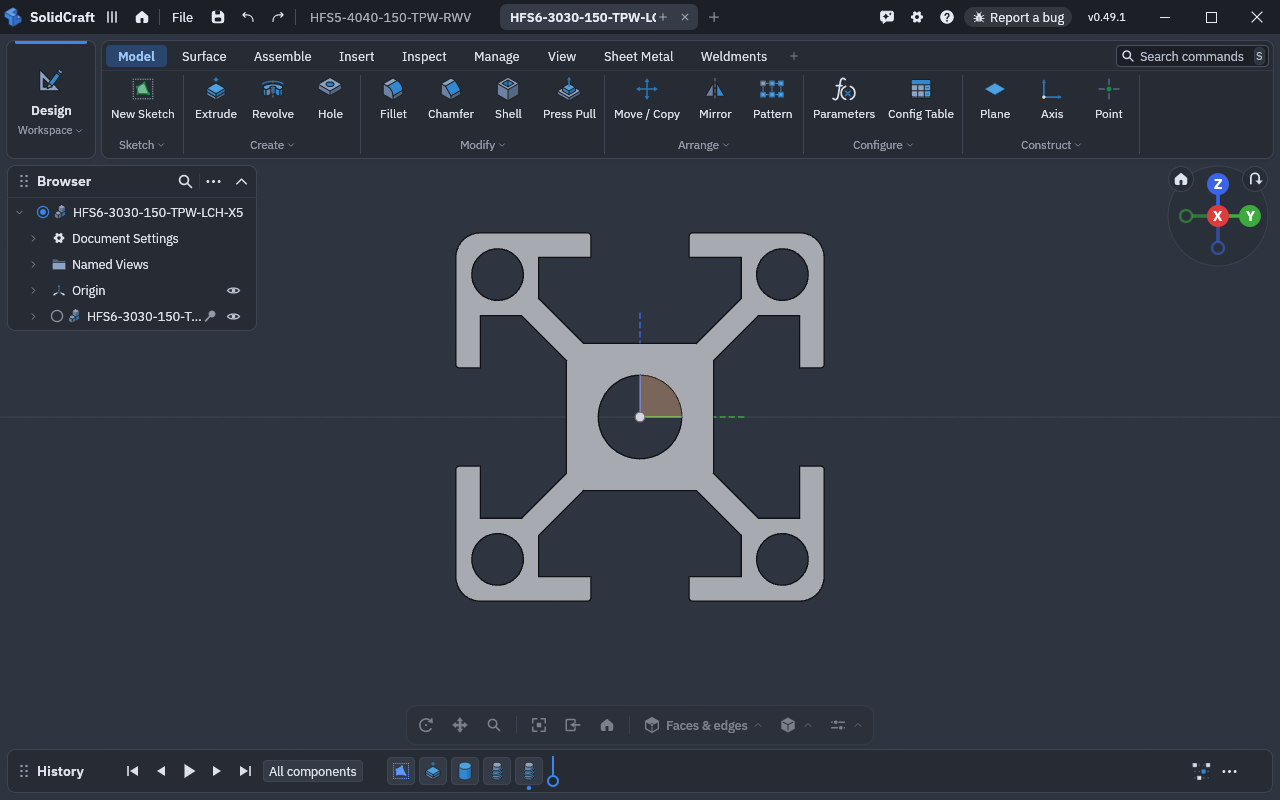 SolidCraft
File
HFS5-4040-150-TPW-RWV
HFS6-3030-150-TPW-LC
Report a bug
v0.49.1
Design
Workspace
Model
Surface
Assemble
Insert
Inspect
Manage
View
Sheet Metal
Weldments
Search commands
S
New Sketch
Extrude
Revolve
Hole
Fillet
Chamfer
Shell
Press Pull
Move / Copy
Mirror
Pattern
Parameters
Config Table
Plane
Axis
Point
Sketch
Create
Modify
Arrange
Configure
Construct
Browser
HFS6-3030-150-TPW-LCH-X5
Document Settings
Named Views
Origin
HFS6-3030-150-T...
Z
X
Y
Faces & edges
History
All components